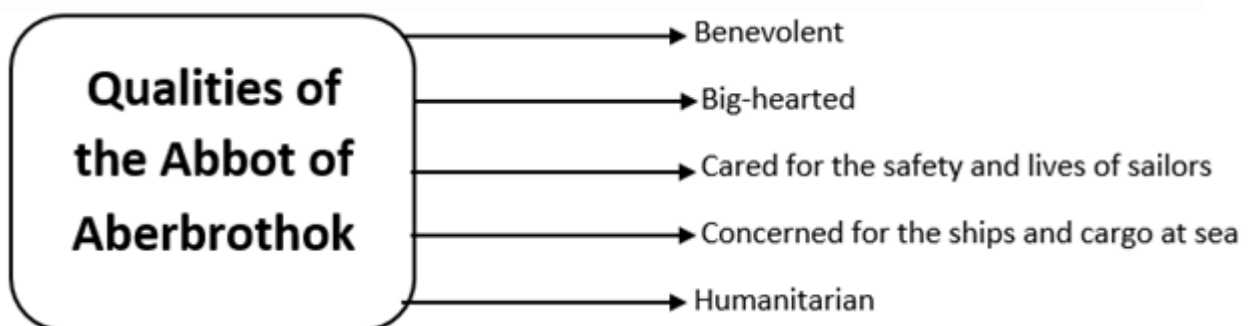 Qualities of
the Abbot of
Aberbrothok
Benevolent
Big-hearted
Cared for the safety and lives of sailors
Concerned for the ships and cargo at sea
Humanitarian